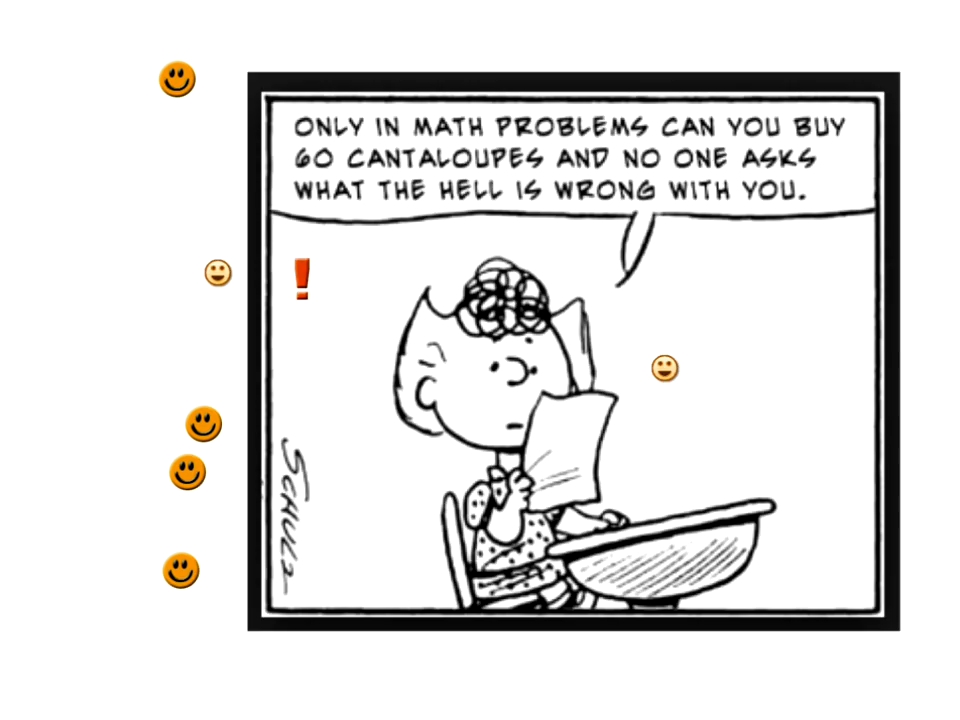 ONLY IN MATH PROBLEMS CAN YOU BUY
60 CANTALOUPES AND NO ONE ASKS
WHAT THE HELL IS WRONG WITH YOU.
!
SCHULZ